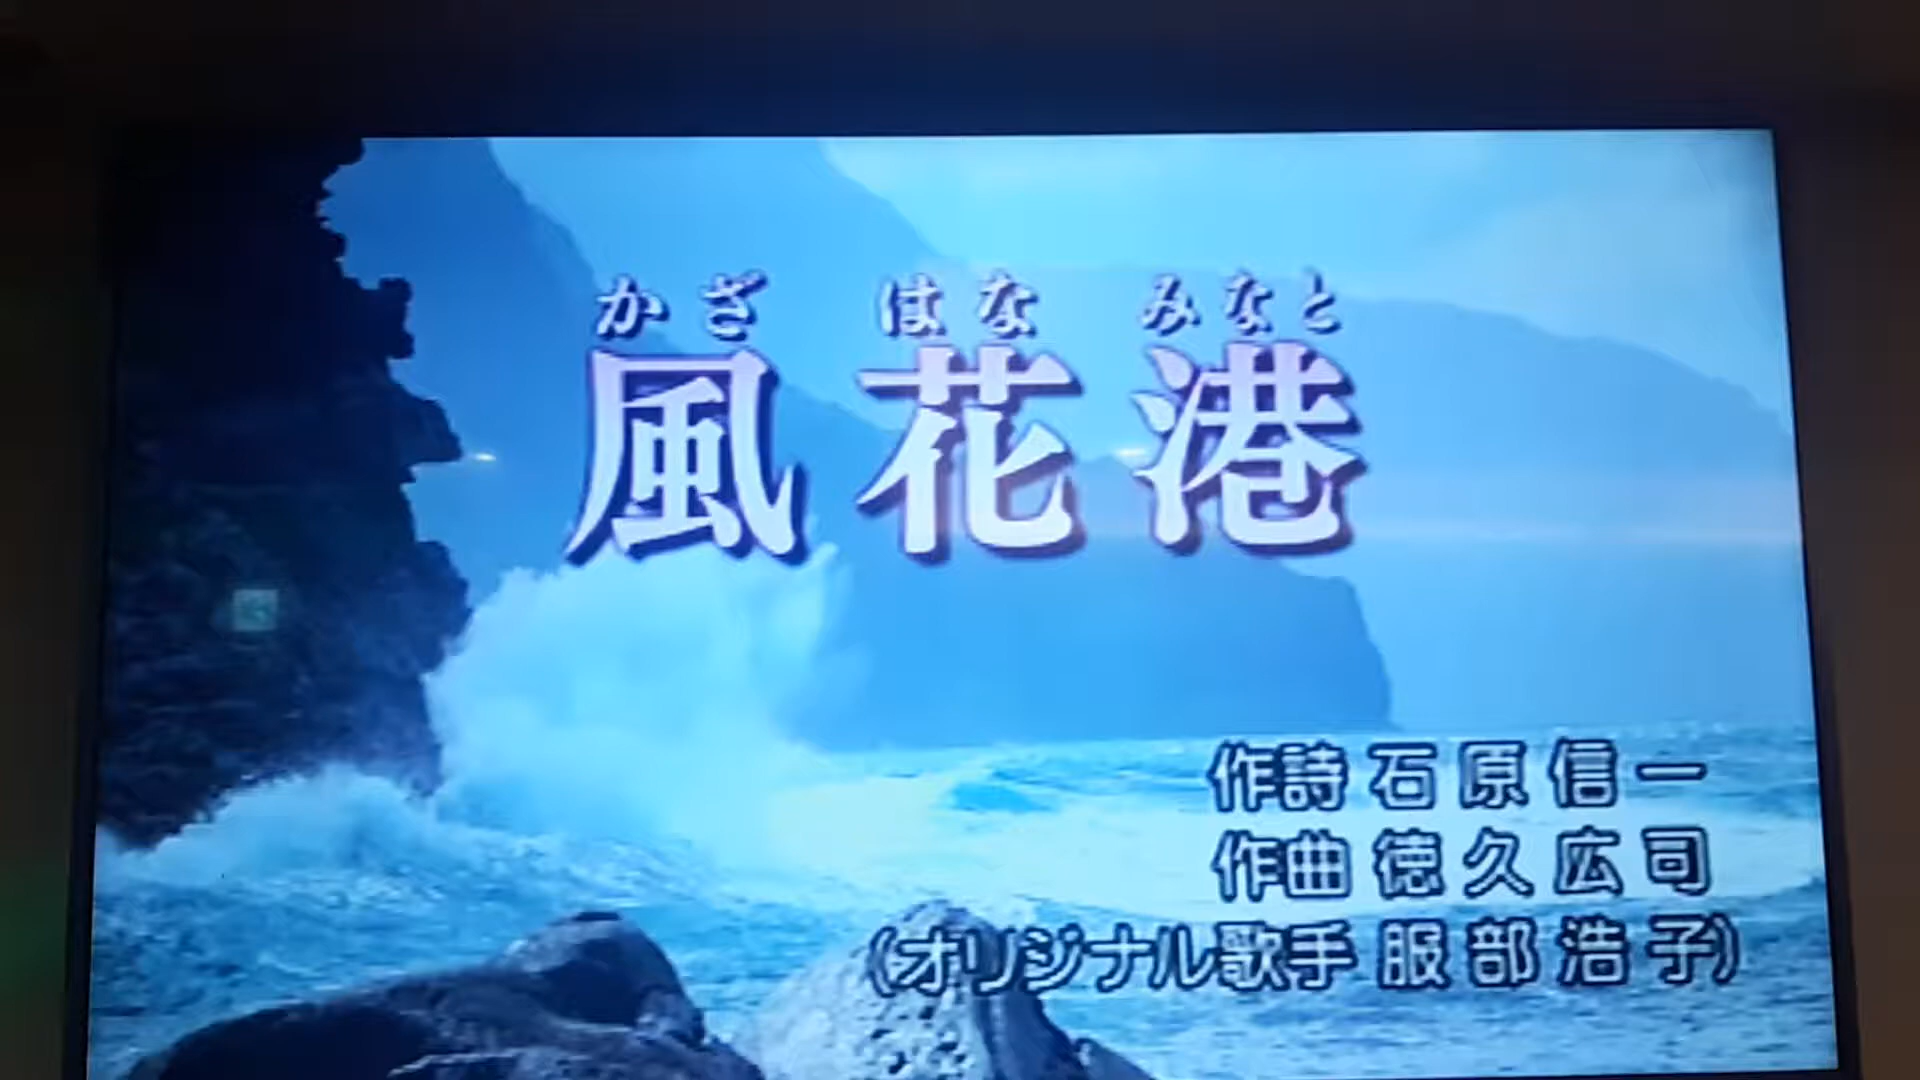 かざ はな みなと
風花港
作詩 石原信一
作曲 徳久広司
(オリジナル歌手 服部浩子)